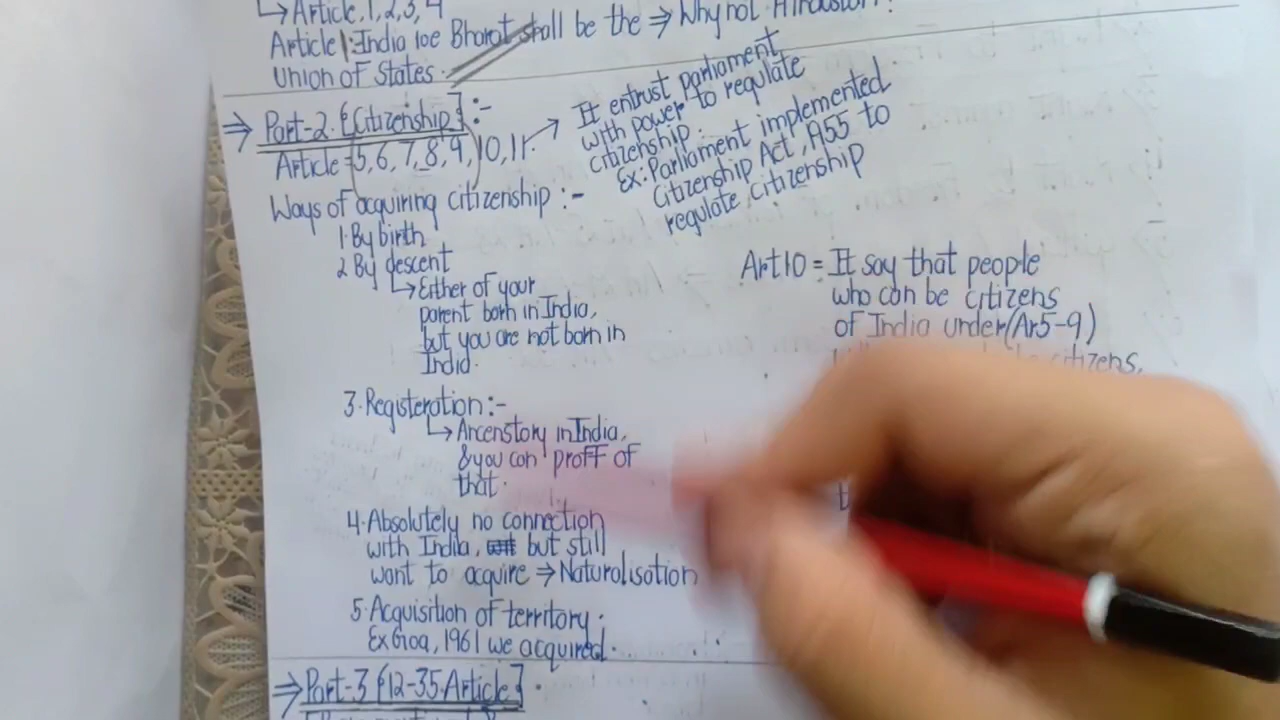 ↳ Article.1,2,3,4
Article 1: India ioe Bharat shall be the ⇒ Why not Hindustan?
Union of States.
⇒ Part-2. {Citizenship} :-
Article = 5, 6, 7, 8, 9, 10, 11. → It entrust parliament
with power to regulate
citizenship.
Ex: Parliament implemented
Citizenship Act, 1955 to
regulate citizenship
Ways of acquiring citizenship :-
1. By birth
2 By descent
↳ Either of your
parent born in India,
but you are not born in
India.
3. Registeration :-
↳ Arcenstory in India,
& you can proff of
that.
4. Absolutely no connection
with India, but still
want to acquire ⇒ Naturalisation
5. Acquisition of territory.
Ex Goa, 1961 we acquired.
Art 10 = It say that people
who can be citizens
of India under (Ar5-9)
citizens,
⇒ Part-3 {12-35 Article} .